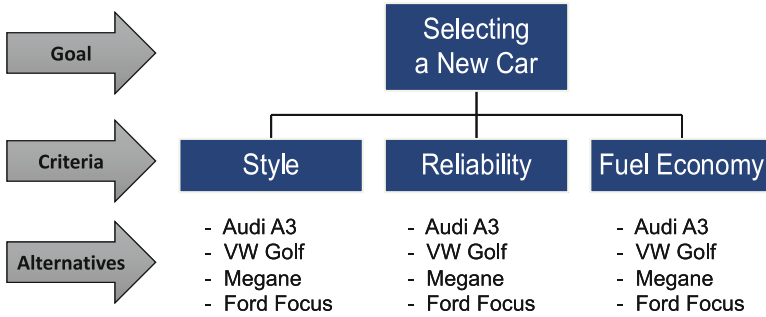 Goal
Selecting
a New Car
Criteria
Style
Reliability
Fuel Economy
Alternatives
- Audi A3
- VW Golf
- Megane
- Ford Focus
- Audi A3
- VW Golf
- Megane
- Ford Focus
- Audi A3
- VW Golf
- Megane
- Ford Focus